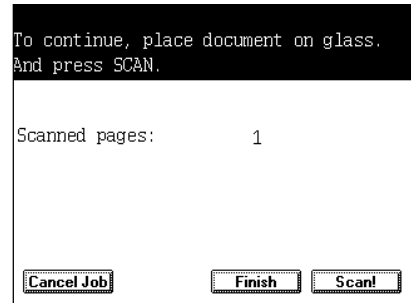 To continue, place document on glass.
And press SCAN.
Scanned pages: 1
Cancel Job Finish Scan!